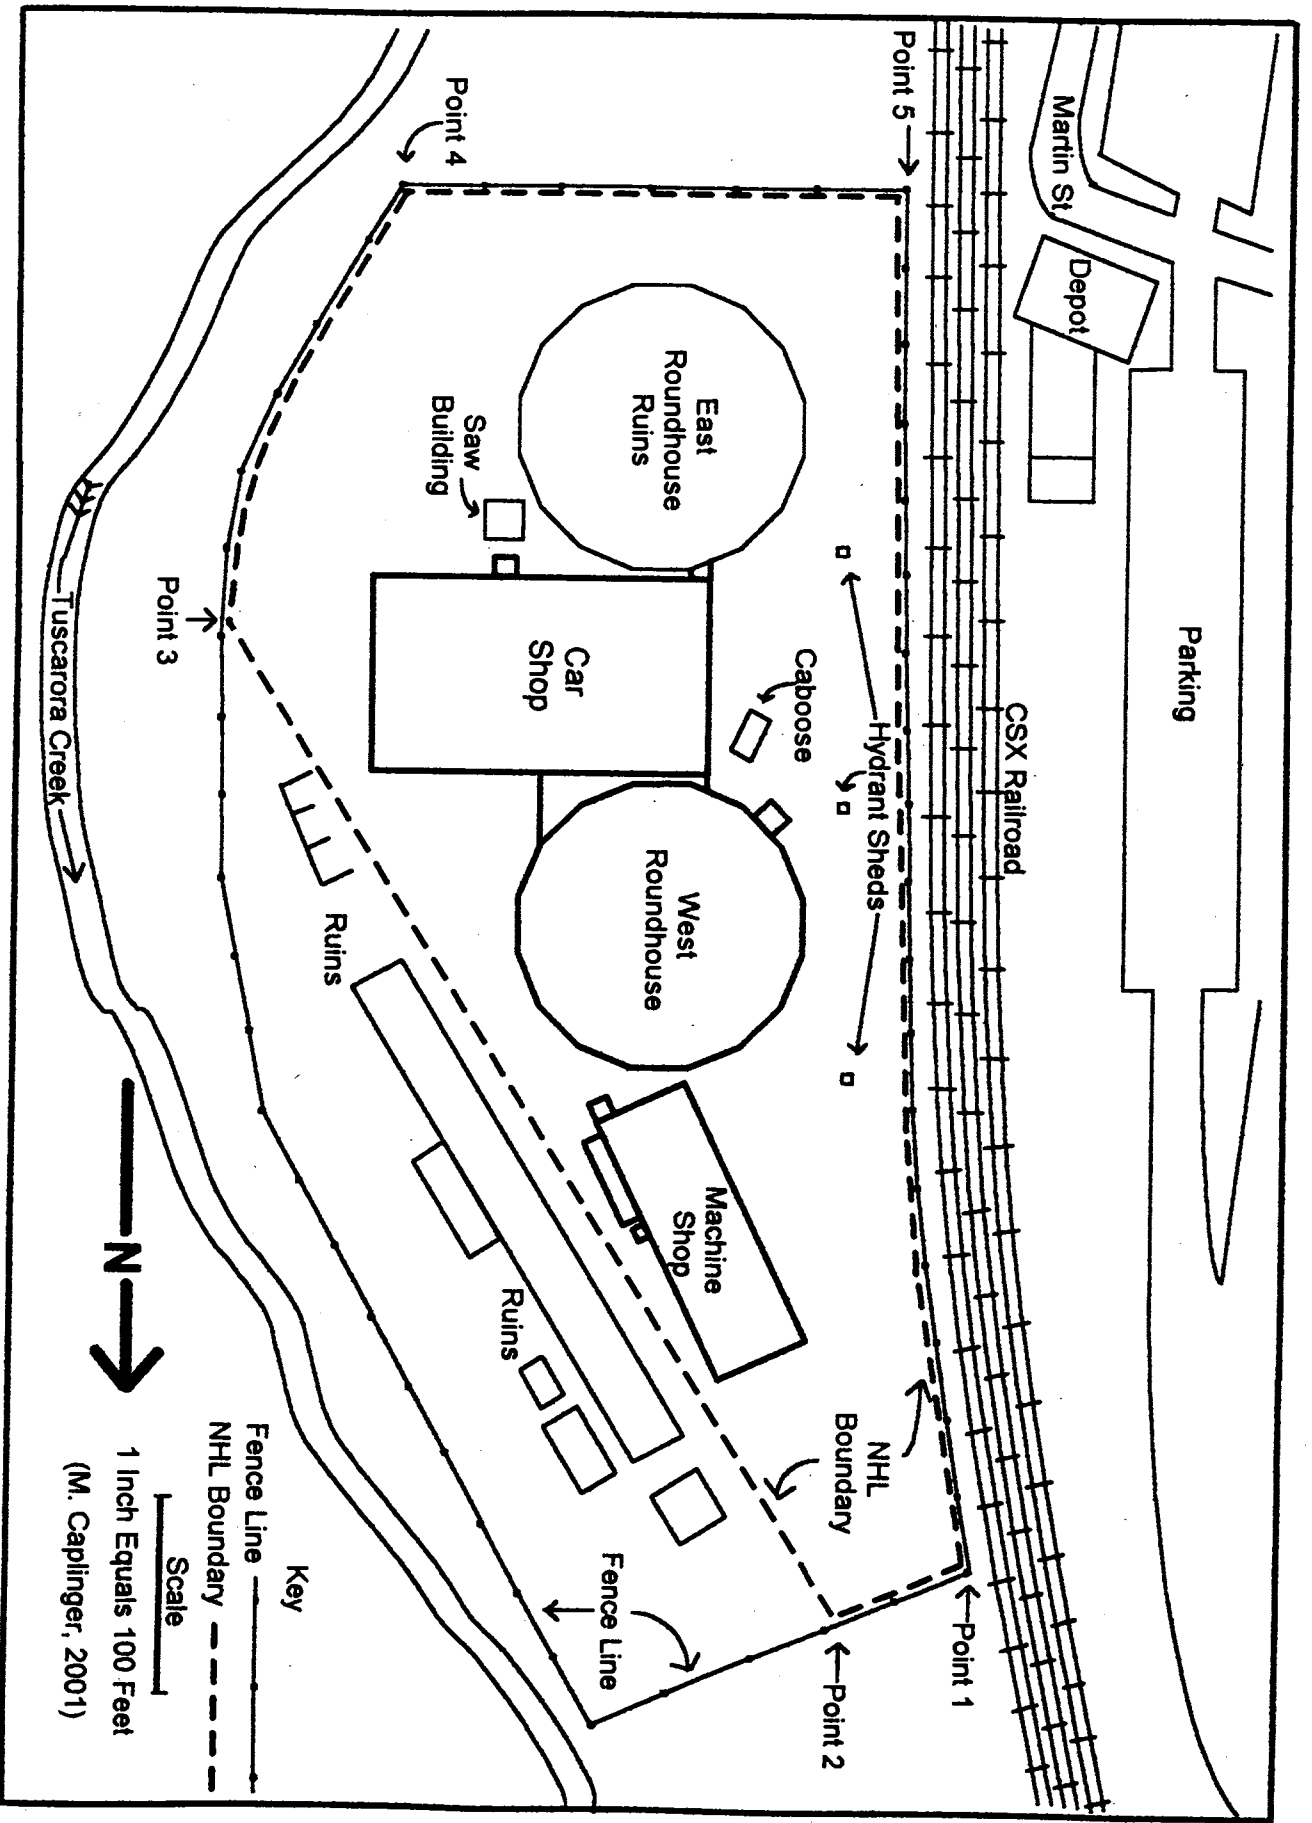 Martin St.
Depot
Parking
CSX Railroad
Point 5
Point 4
East
Roundhouse
Ruins
Saw
Building
Hydrant Sheds
Caboose
Car
Shop
Point 3
Tuscarora Creek
West
Roundhouse
Ruins
Machine
Shop
Ruins
NHL
Boundary
Fence Line
Point 1
Point 2
N
Key
Fence Line
NHL Boundary
Scale
1 Inch Equals 100 Feet
(M. Caplinger, 2001)